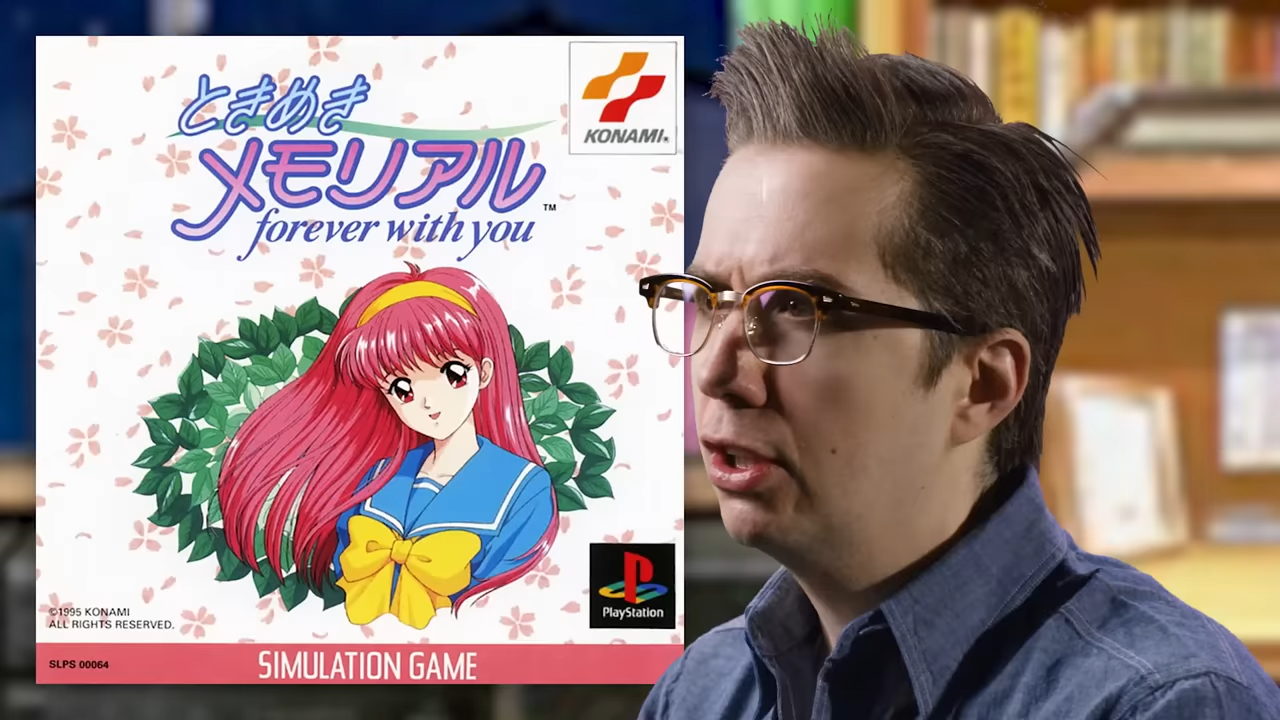 ときめき
メモリアル
TM
forever with you
KONAMI
©1995 KONAMI
ALL RIGHTS RESERVED.
PlayStation
SLPS 00064
SIMULATION GAME